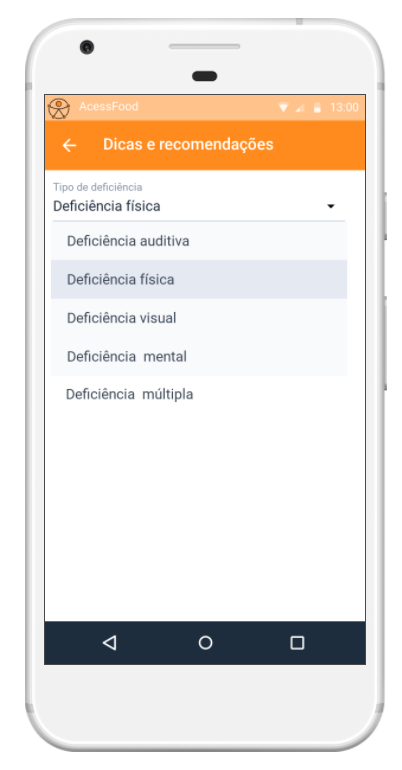 AcessFood
13:00
Dicas e recomendações
Tipo de deficiência
Deficiência física
Deficiência auditiva
Deficiência física
Deficiência visual
Deficiência  mental
Deficiência  múltipla